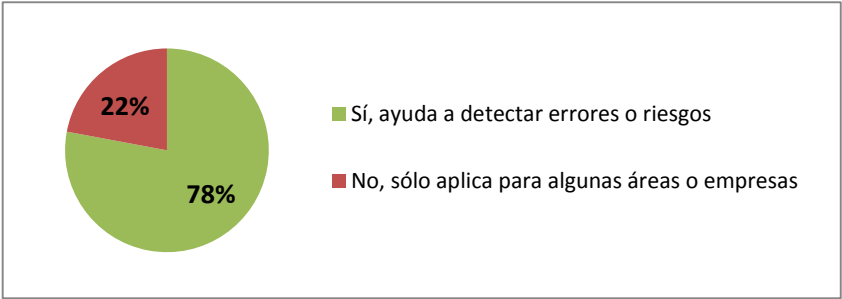 22%
78%
Sí, ayuda a detectar errores o riesgos
No, sólo aplica para algunas áreas o empresas